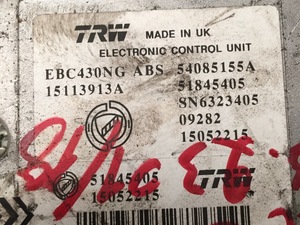 TRW MADE IN UK
ELECTRONIC CONTROL UNIT
EBC430NG ABS 54085155A
15113913A 51845405
SN6323405
09282
15052215
51845405 TRW
15052215